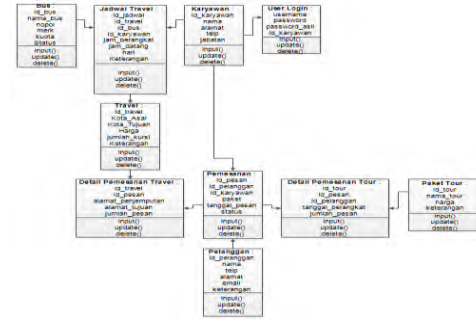 Bus :
id_bus
nama_bus
nopol
merk
kuota
Status
input()
update()
delete()
Jadwal Travel
id_jadwal
id_travel
id_bus
id_karyawan
jam_berangkat
jam_datang
hari
Keterangan
input()
update()
delete()
Karyawan
id_karyawan
nama
alamat
telp
jabatan
input()
update()
delete()
User Login :
username
password
password_asli
id_karyawan
input()
update()
delete()
Travel :
id_travel
Kota_Asal
Kota_Tujuan
Harga
jumlah_kursi
Keterangan
input()
update()
delete()
Detail Pemesanan Travel :
id_travel
id_pesan
alamat_penjemputan
alamat_tujuan
jumlah_pesan
input()
update()
delete()
Pemesanan :
id_pesan
id_pelanggan
id_karyawan
paket
tanggal_pesan
status
input()
update()
delete()
Detail Pemesanan Tour :
id_tour
id_pesan
id_pelanggan
tanggal_berangkat
jumlah_pesan
input()
update()
delete()
Paket Tour :
id_tour
nama_tour
harga
keterangan
input()
update()
delete()
Pelanggan :
id_pelanggan
nama
telp
alamat
email
keterangan
input()
update()
delete()